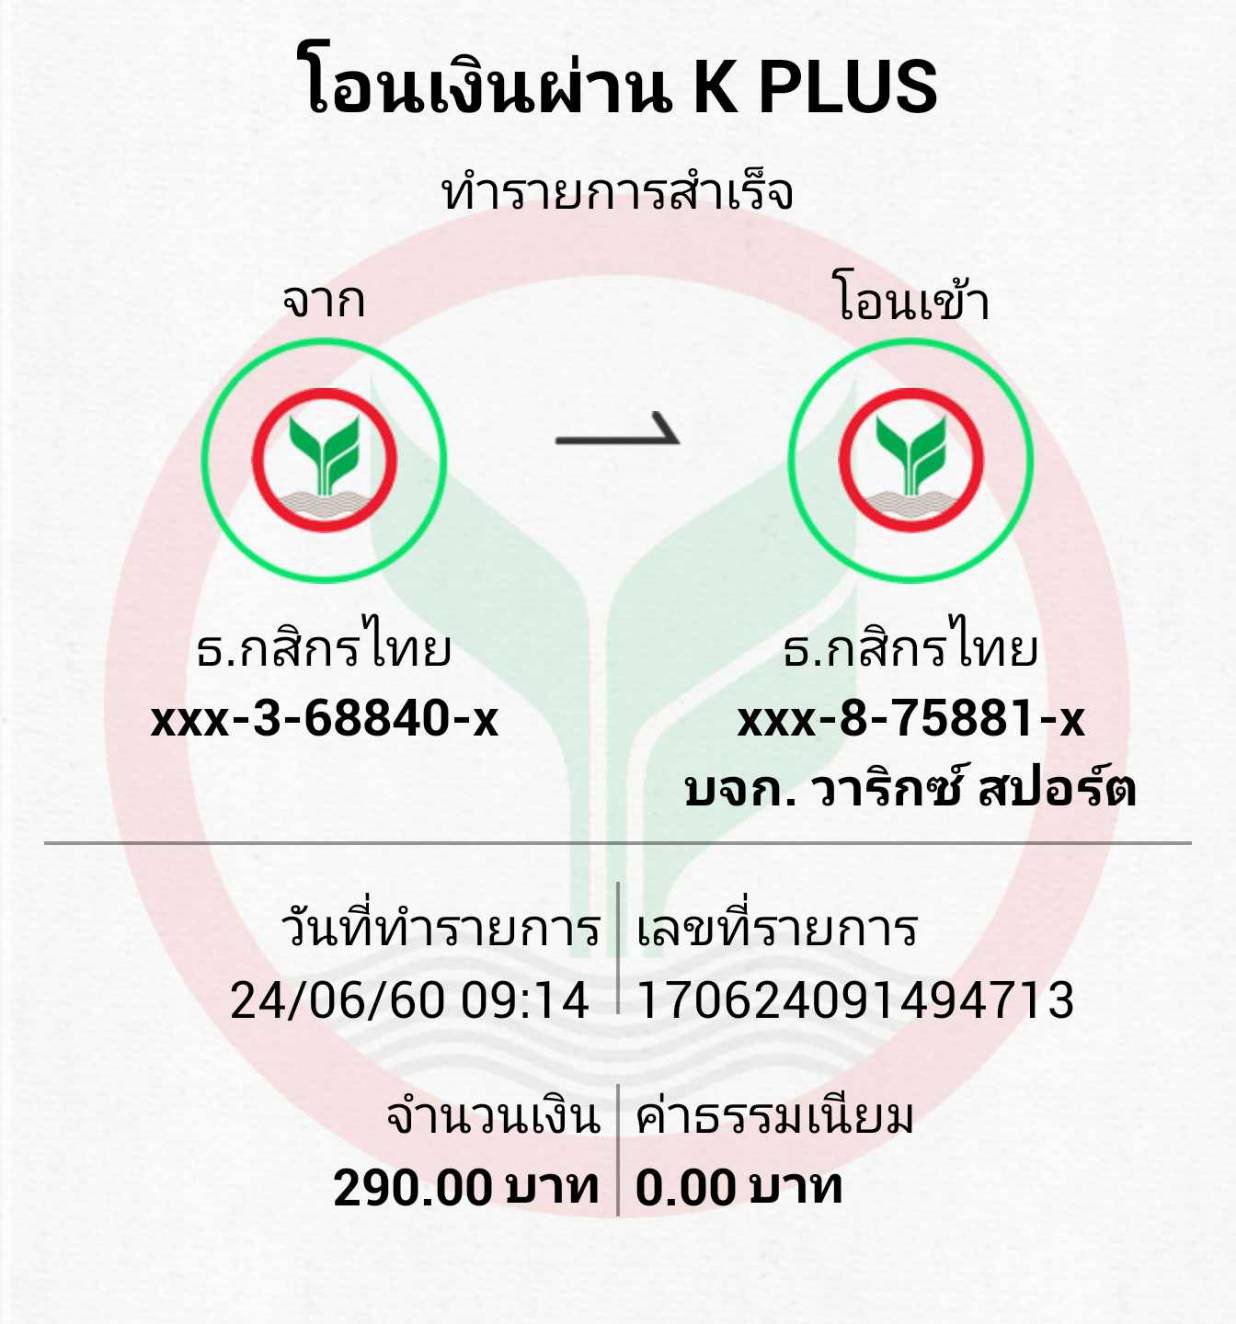 โอนเงินผ่าน K PLUS
ทำรายการสำเร็จ
จาก
โอนเข้า
ธ.กสิกรไทย
xxx-3-68840-x
ธ.กสิกรไทย
xxx-8-75881-x
บจก. วาริกซ์ สปอร์ต
วันที่ทำรายการ
24/06/60 09:14
เลขที่รายการ
170624091494713
จำนวนเงิน
290.00 บาท
ค่าธรรมเนียม
0.00 บาท